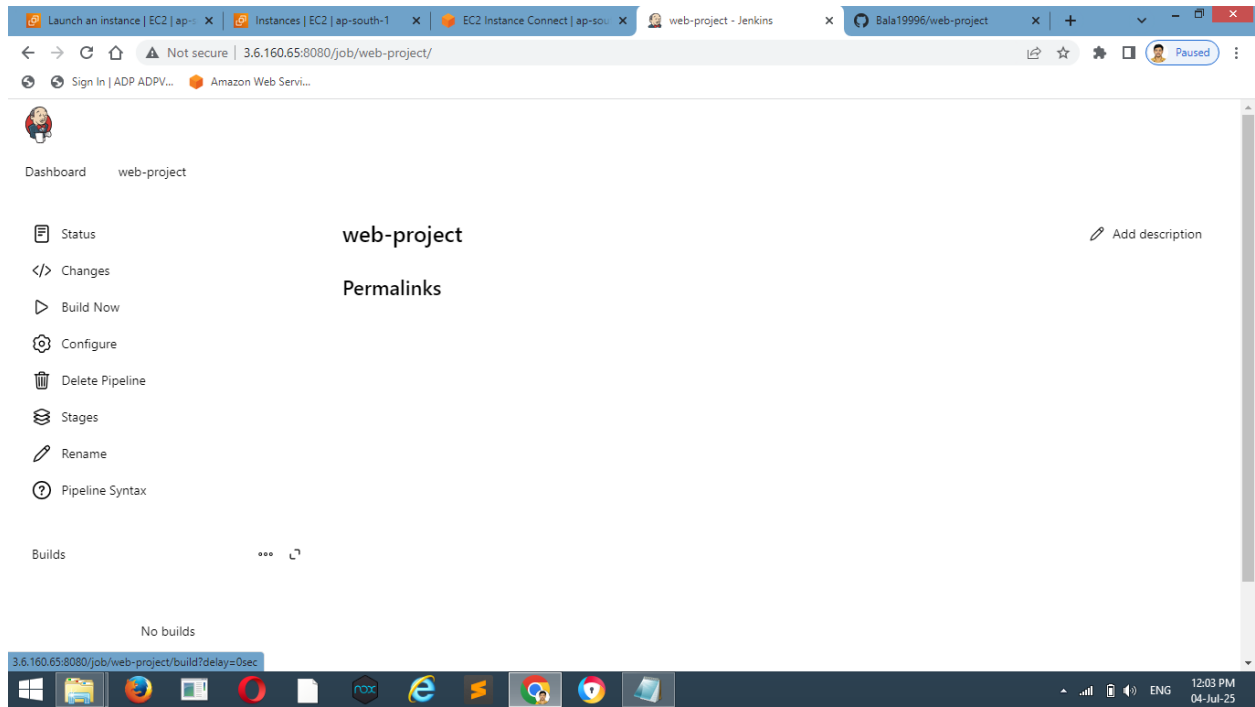 Launch an instance | EC2 | ap-s
Instances | EC2 | ap-south-1
EC2 Instance Connect | ap-sou
web-project - Jenkins
Bala19996/web-project
Not secure | 3.6.160.65:8080/job/web-project/
Paused
Sign In | ADP ADPV...
Amazon Web Servi...
Dashboard
web-project
Status
web-project
Add description
Changes
Permalinks
Build Now
Configure
Delete Pipeline
Stages
Rename
Pipeline Syntax
Builds
No builds
3.6.160.65:8080/job/web-project/build?delay=0sec
nox
ENG
12:03 PM
04-Jul-25